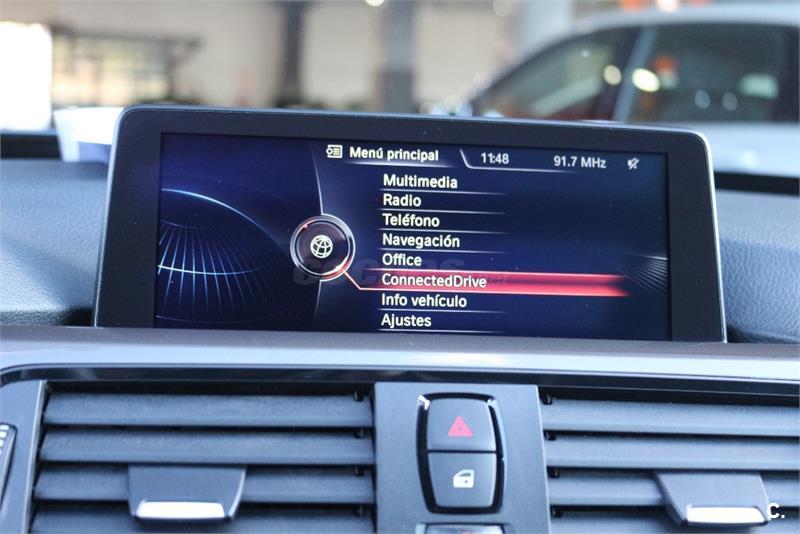 Menú principal 11:48 91.7 MHz
Multimedia
Radio
Teléfono
Navegación
Office
ConnectedDrive
Info vehículo
Ajustes
C.